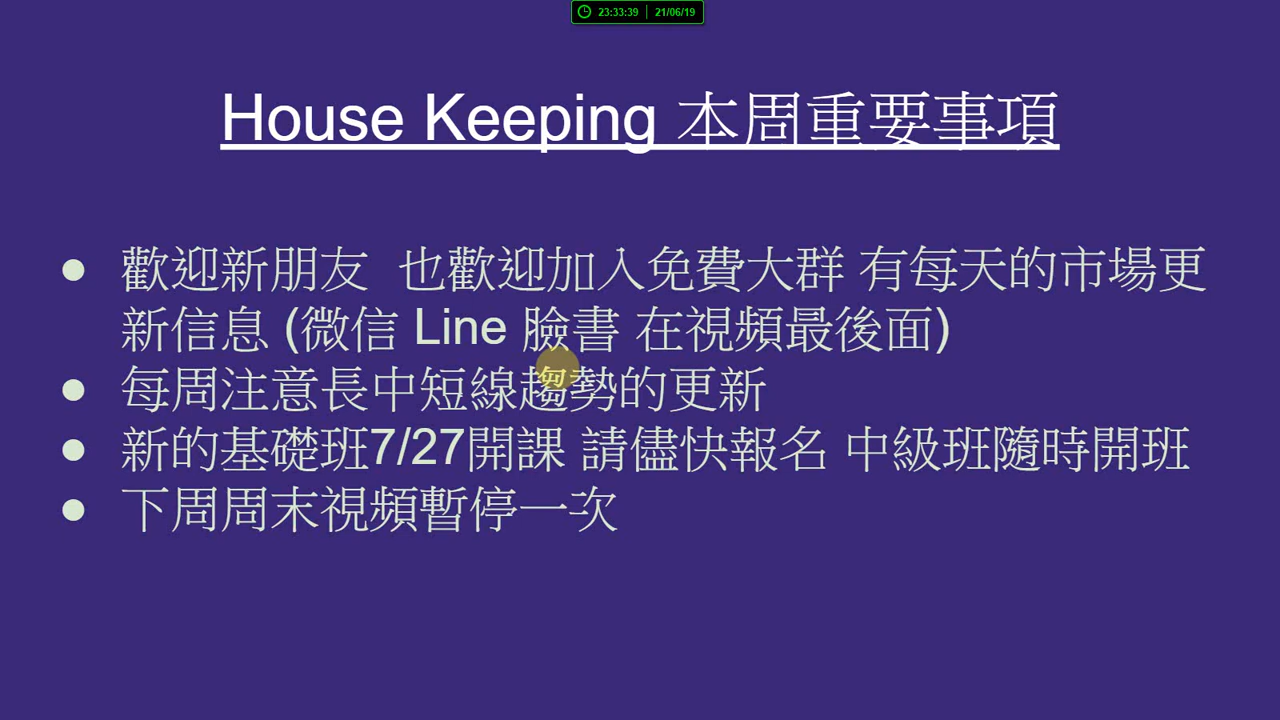 23:33:39 21/06/19
House Keeping 本周重要事項
● 歡迎新朋友 也歡迎加入免費大群 有每天的市場更
新信息 (微信 Line 臉書 在視頻最後面)
● 每周注意長中短線趨勢的更新
● 新的基礎班7/27開課 請儘快報名 中級班隨時開班
● 下周周末視頻暫停一次